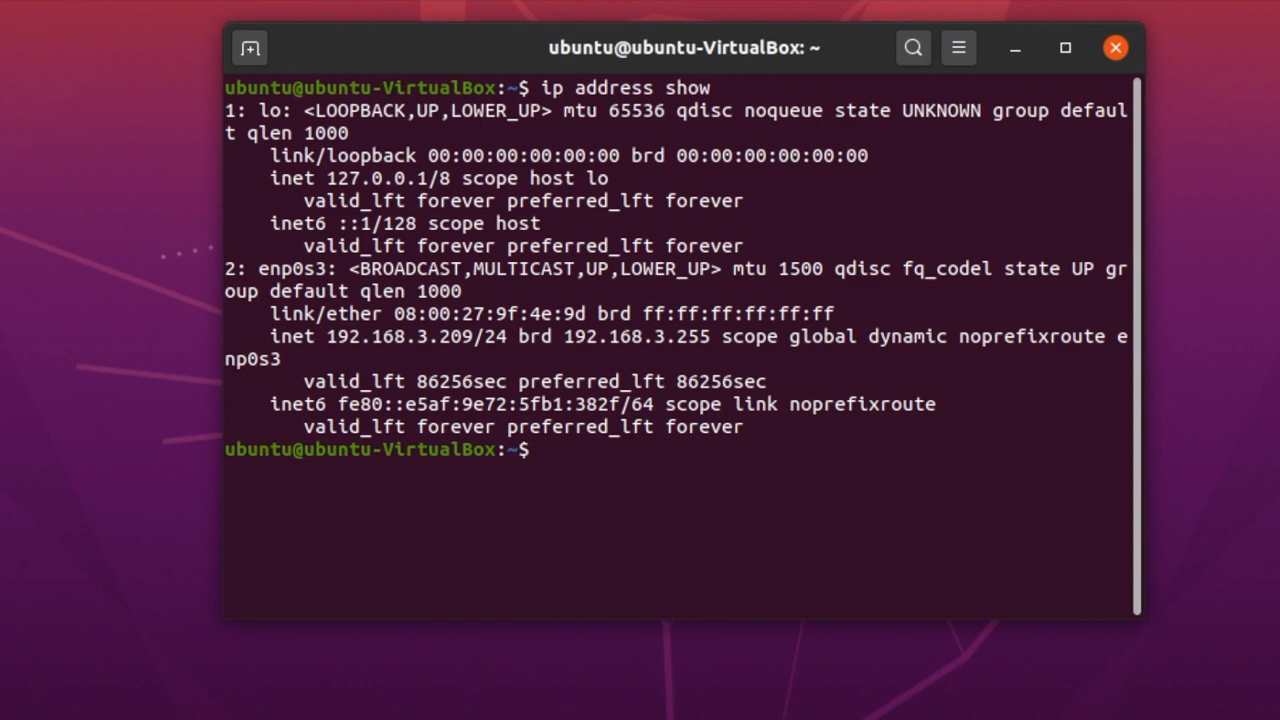 ubuntu@ubuntu-VirtualBox: ~
ubuntu@ubuntu-VirtualBox:~$ ip address show
1: lo: <LOOPBACK,UP,LOWER_UP> mtu 65536 qdisc noqueue state UNKNOWN group defaul
t qlen 1000
    link/loopback 00:00:00:00:00:00 brd 00:00:00:00:00:00
    inet 127.0.0.1/8 scope host lo
       valid_lft forever preferred_lft forever
    inet6 ::1/128 scope host
       valid_lft forever preferred_lft forever
2: enp0s3: <BROADCAST,MULTICAST,UP,LOWER_UP> mtu 1500 qdisc fq_codel state UP gr
oup default qlen 1000
    link/ether 08:00:27:9f:4e:9d brd ff:ff:ff:ff:ff:ff
    inet 192.168.3.209/24 brd 192.168.3.255 scope global dynamic noprefixroute e
np0s3
       valid_lft 86256sec preferred_lft 86256sec
    inet6 fe80::e5af:9e72:5fb1:382f/64 scope link noprefixroute
       valid_lft forever preferred_lft forever
ubuntu@ubuntu-VirtualBox:~$